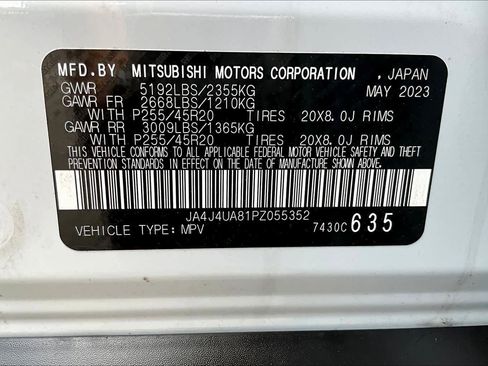 MFD.BY MITSUBISHI MOTORS CORPORATION , JAPAN
GVWR 5192LBS/2355KG MAY 2023
GAWR FR 2668LBS/1210KG
WITH P255/45R20 TIRES 20X8.0J RIMS
GAWR RR 3009LBS/1365KG
WITH P255/45R20 TIRES 20X8.0J RIMS
THIS VEHICLE CONFORMS TO ALL APPLICABLE FEDERAL MOTOR VEHICLE SAFETY AND THEFT
PREVENTION STANDARDS IN EFFECT ON THE DATE OF MANUFACTURE SHOWN ABOVE.
JA4J4UA81PZ055352
VEHICLE TYPE: MPV 7430C 635